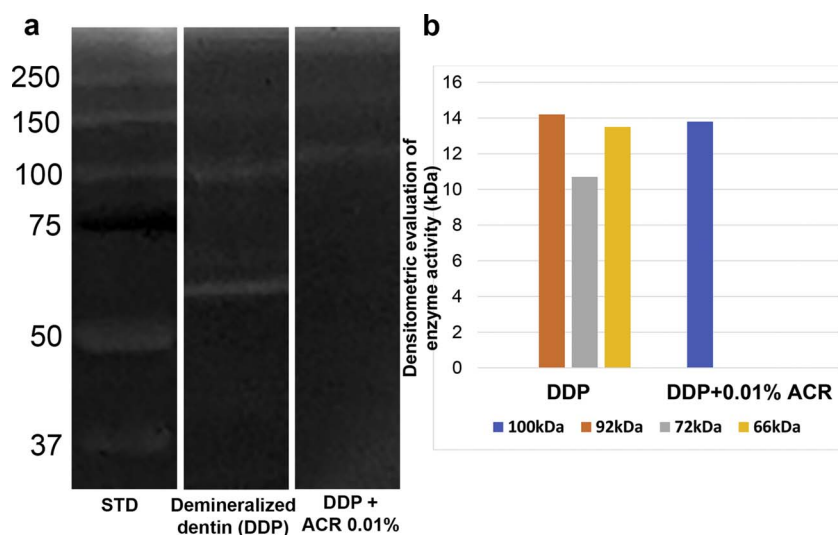 a
250
150
100
75
50
37
STD
Demineralized
dentin (DDP)
DDP +
ACR 0.01%
b
Densitometric evaluation of
enzyme activity (kDa)
16
14
12
10
8
6
4
2
0
DDP
DDP+0.01% ACR
100kDa
92kDa
72kDa
66kDa